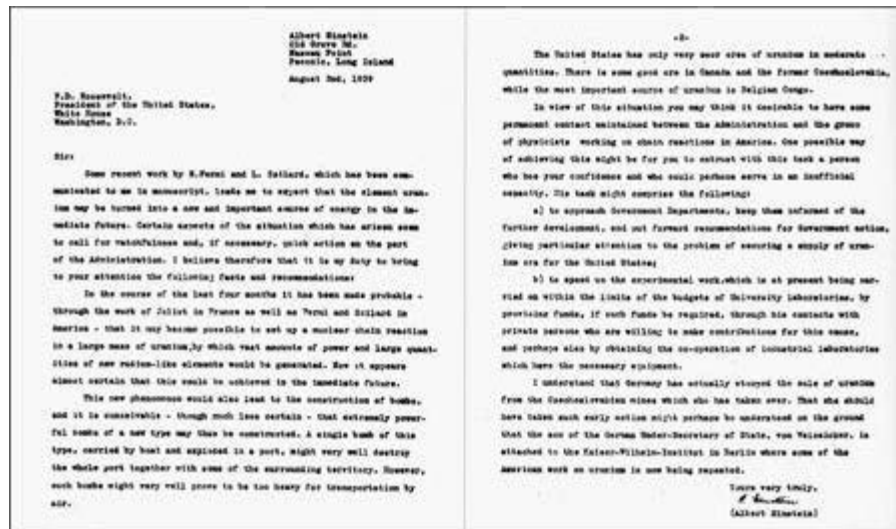 Albert Einstein
Old Grove Rd.
Nassau Point
Peconic, Long Island
August 2nd, 1939
F.D. Roosevelt,
President of the United States,
White House
Washington, D.C.
Sir:
Some recent work by E.Fermi and L. Szilard, which has been com-
municated to me in manuscript, leads me to expect that the element uran-
ium may be turned into a new and important source of energy in the im-
mediate future. Certain aspects of the situation which has arisen seem
to call for watchfulness and, if necessary, quick action on the part
of the Administration. I believe therefore that it is my duty to bring
to your attention the following facts and recommendations:
In the course of the last four months it has been made probable -
through the work of Joliot in France as well as Fermi and Szilard in
America - that it may become possible to set up a nuclear chain reaction
in a large mass of uranium,by which vast amounts of power and large quant-
ities of new radium-like elements would be generated. Now it appears
almost certain that this could be achieved in the immediate future.
This new phenomenon would also lead to the construction of bombs,
and it is conceivable - though much less certain - that extremely power-
ful bombs of a new type may thus be constructed. A single bomb of this
type, carried by boat and exploded in a port, might very well destroy
the whole port together with some of the surrounding territory. However,
such bombs might very well prove to be too heavy for transportation by
air.
-2-
The United States has only very poor ores of uranium in moderate
quantities. There is some good ore in Canada and the former Czechoslovakia,
while the most important source of uranium is Belgian Congo.
In view of this situation you may think it desirable to have some
permanent contact maintained between the Administration and the group
of physicists working on chain reactions in America. One possible way
of achieving this might be for you to entrust with this task a person
who has your confidence and who could perhaps serve in an inofficial
capacity. His task might comprise the following:
a) to approach Government Departments, keep them informed of the
further development, and put forward recommendations for Government action,
giving particular attention to the problem of securing a supply of uran-
ium ore for the United States;
b) to speed up the experimental work,which is at present being car-
ried on within the limits of the budgets of University laboratories, by
providing funds, if such funds be required, through his contacts with
private persons who are willing to make contributions for this cause,
and perhaps also by obtaining the co-operation of industrial laboratories
which have the necessary equipment.
I understand that Germany has actually stopped the sale of uranium
from the Czechoslovakian mines which she has taken over. That she should
have taken such early action might perhaps be understood on the ground
that the son of the German Under-Secretary of State, von Weizsäcker, is
attached to the Kaiser-Wilhelm-Institut in Berlin where some of the
American work on uranium is now being repeated.
Yours very truly,
A. Einstein
(Albert Einstein)